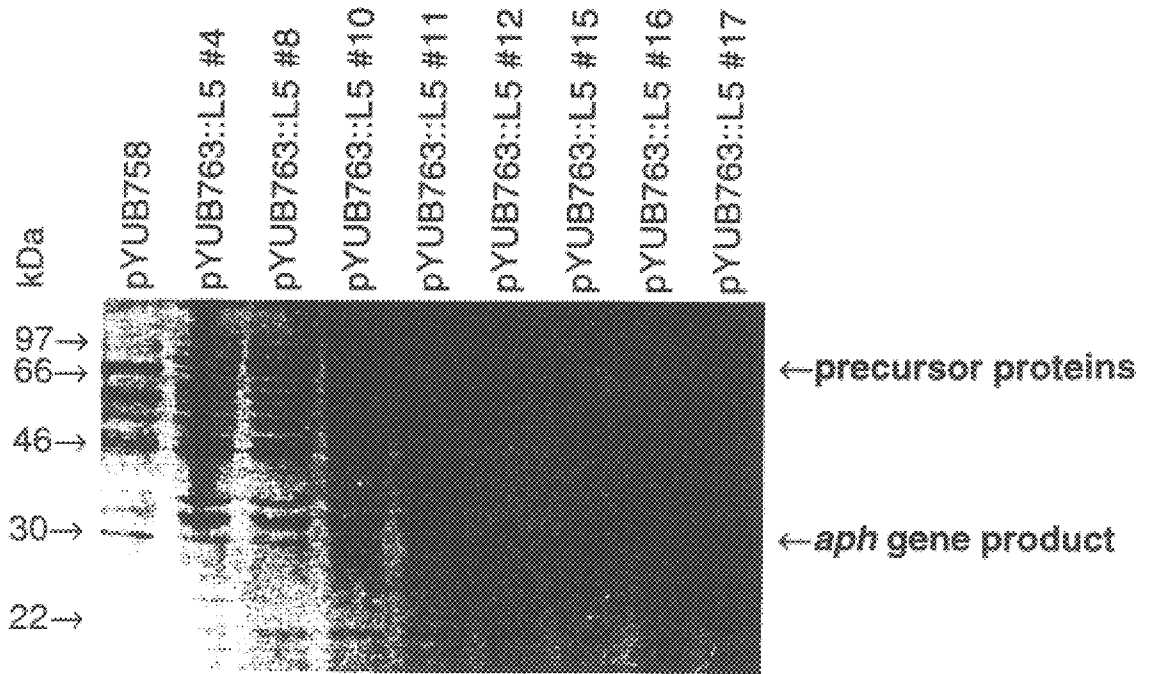 kDa
pYUB758
pYUB763::L5 #4
pYUB763::L5 #8
pYUB763::L5 #10
pYUB763::L5 #11
pYUB763::L5 #12
pYUB763::L5 #15
pYUB763::L5 #16
pYUB763::L5 #17
97→
66→
46→
30→
22→
←precursor proteins
←aph gene product